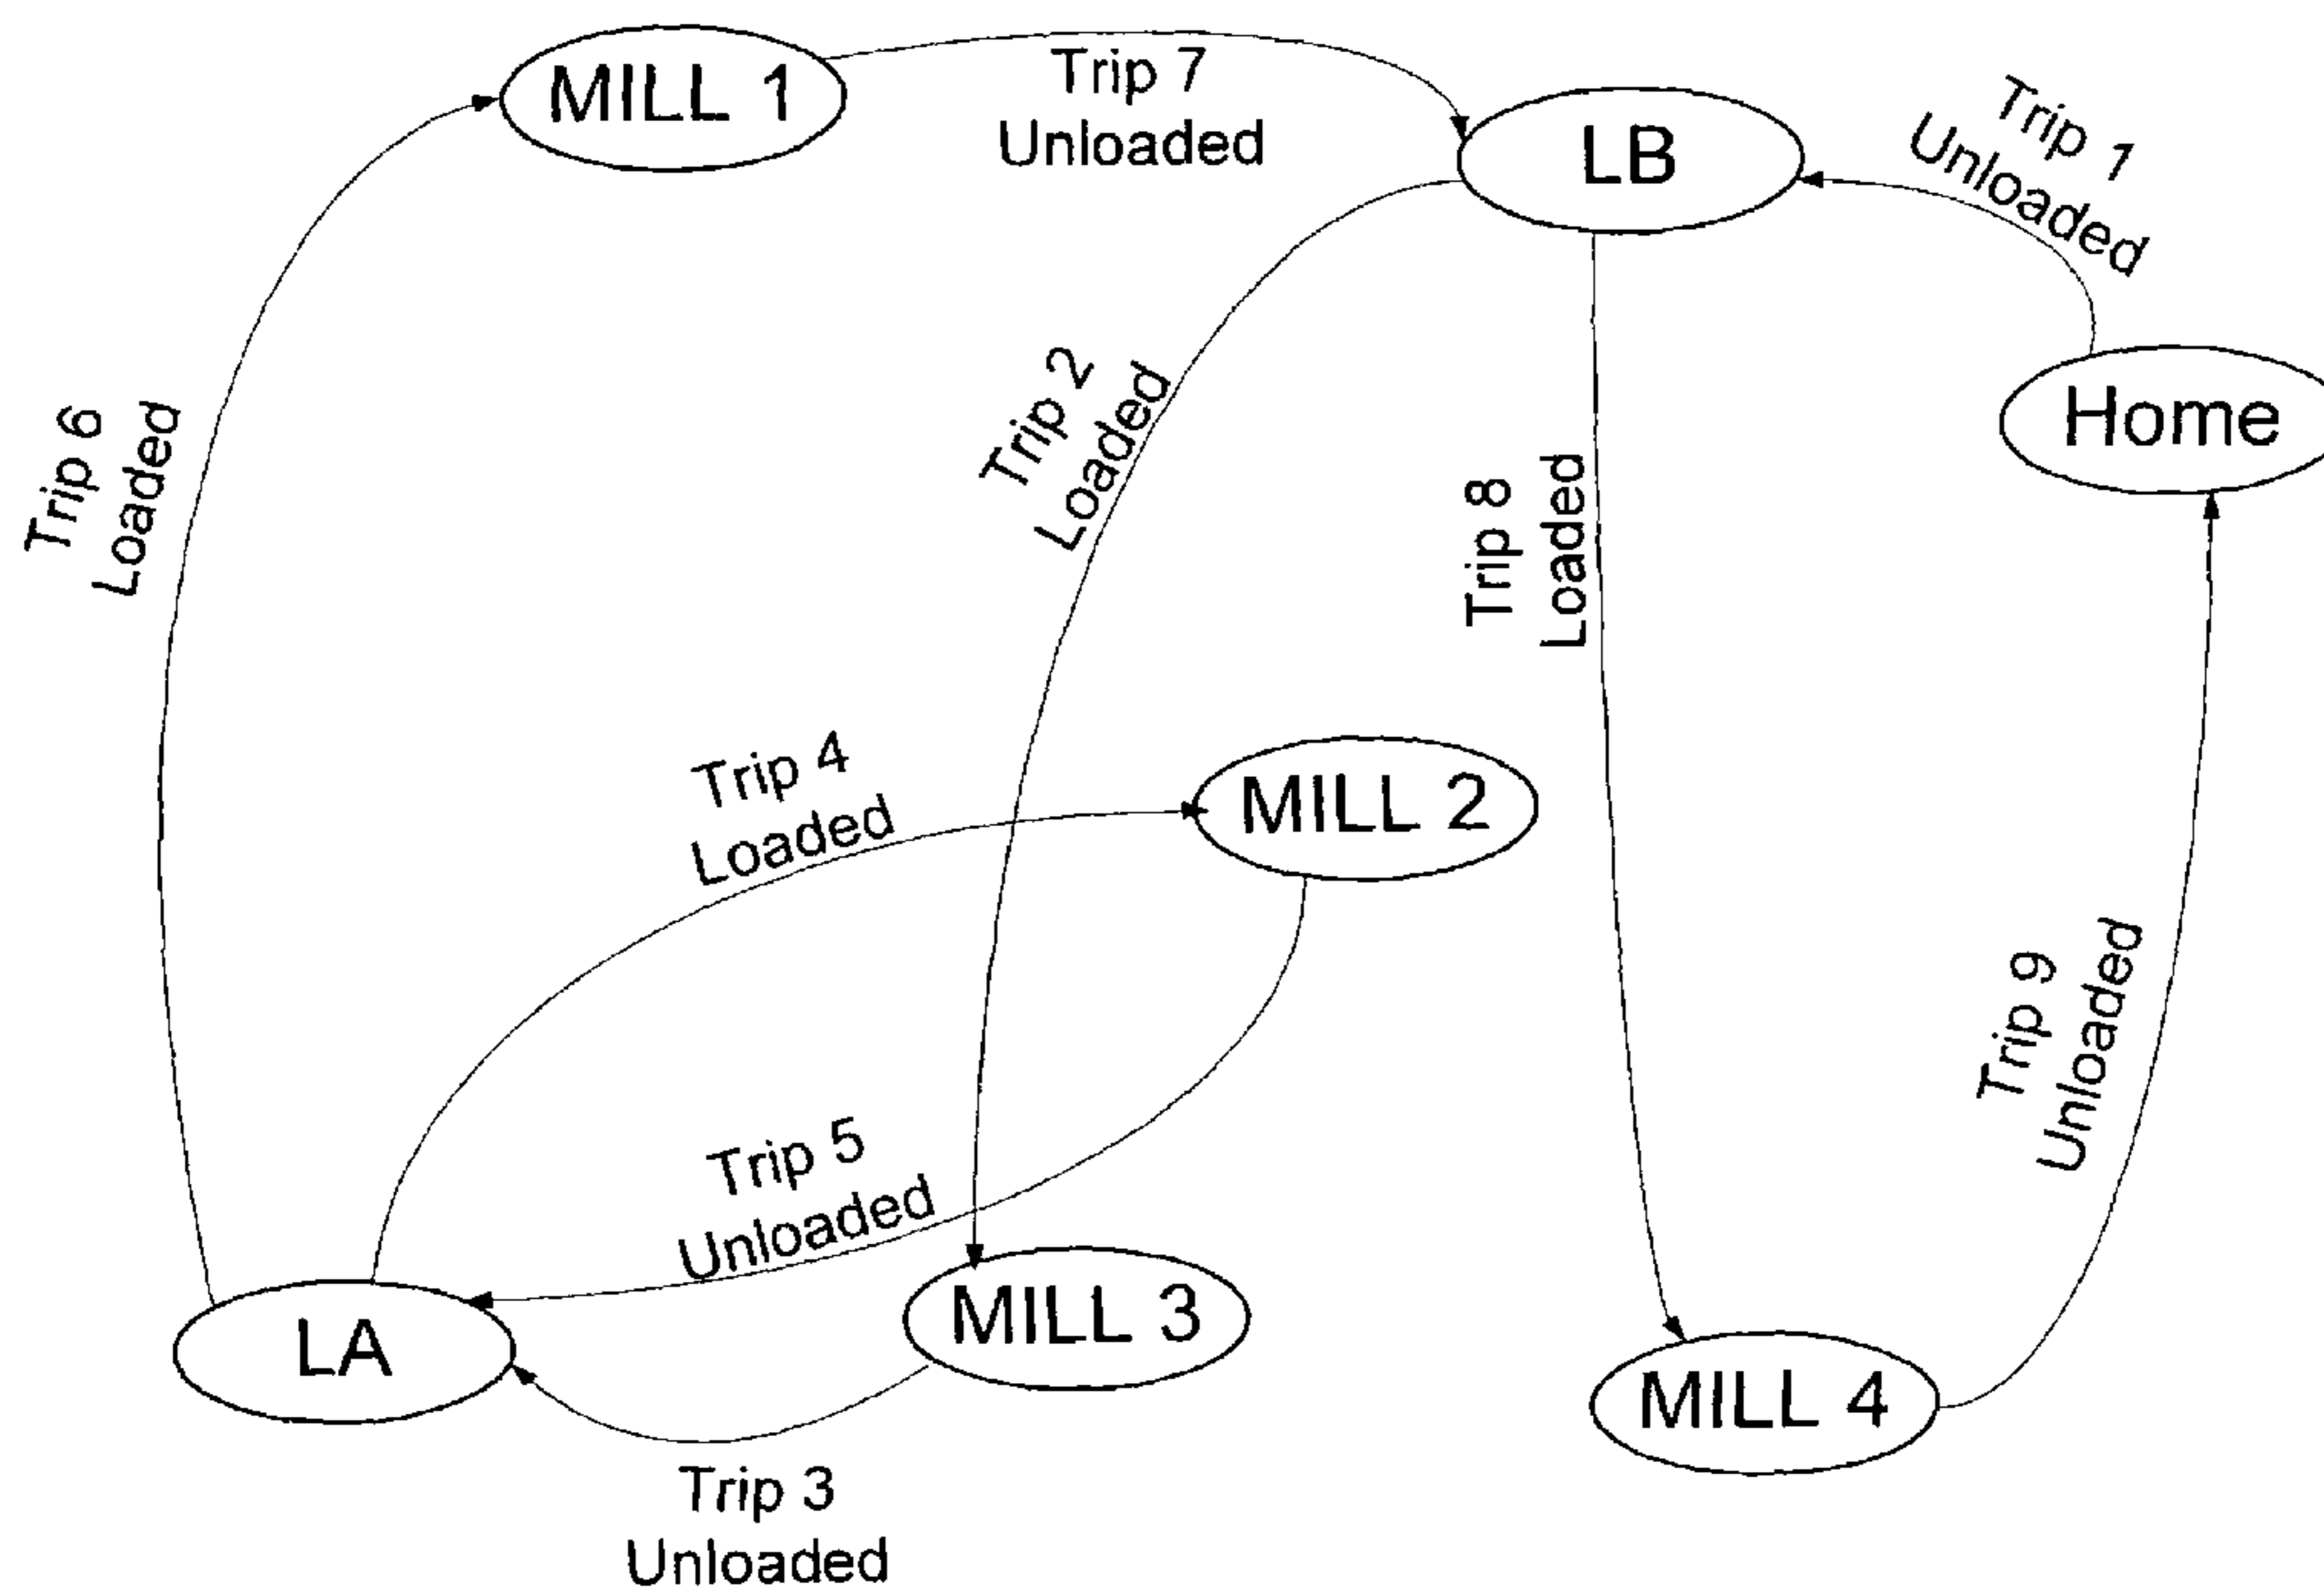 MILL 1
Trip 7
Unloaded
LB
Trip 1
Unloaded
Home
Trip 6
Loaded
Trip 2
Loaded
Trip 8
Loaded
Trip 4
Loaded
MILL 2
Trip 9
Unloaded
Trip 5
Unloaded
LA
MILL 3
MILL 4
Trip 3
Unloaded